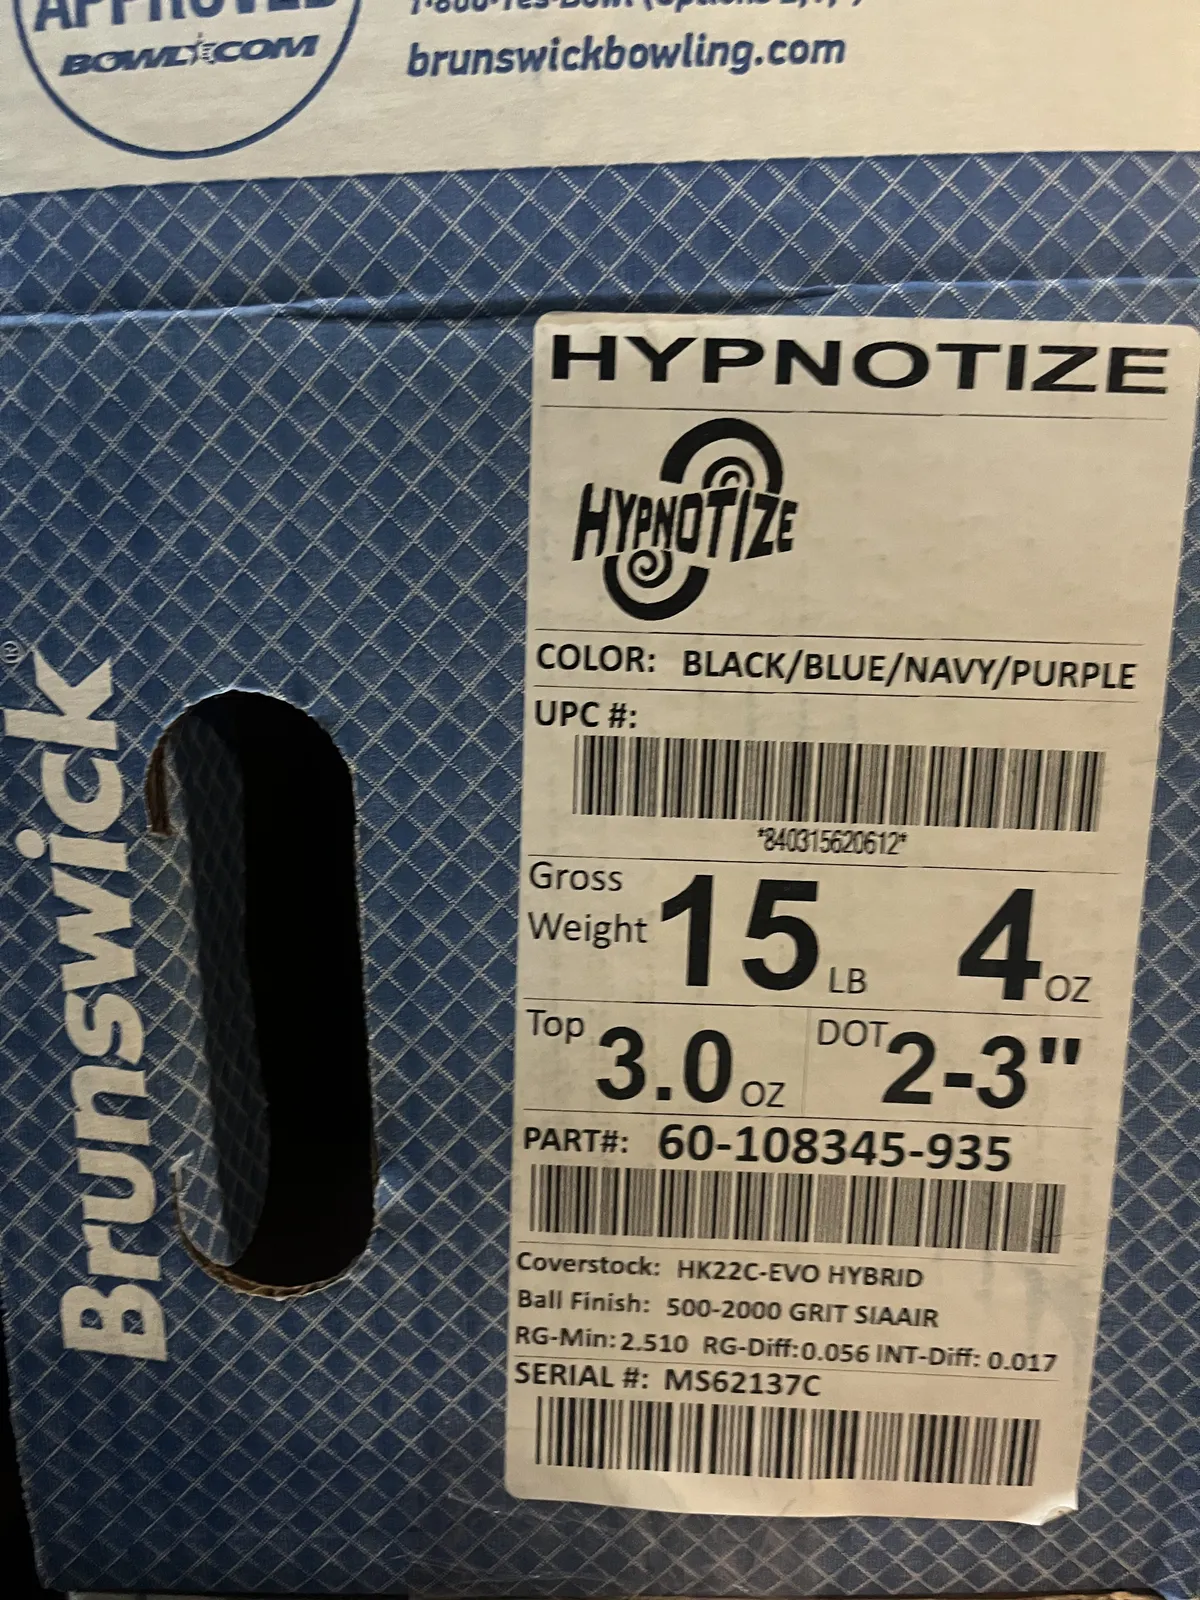 APPROVED
BOWL.COM
brunswickbowling.com
HYPNOTIZE
HYPNOTIZE
COLOR: BLACK/BLUE/NAVY/PURPLE
UPC #:
*840315620612*
Gross
Weight 15 LB 4 OZ
Top 3.0 OZ DOT 2-3"
PART#: 60-108345-935
Coverstock: HK22C-EVO HYBRID
Ball Finish: 500-2000 GRIT SIAAIR
RG-Min: 2.510 RG-Diff: 0.056 INT-Diff: 0.017
SERIAL #: MS62137C
Brunswick®